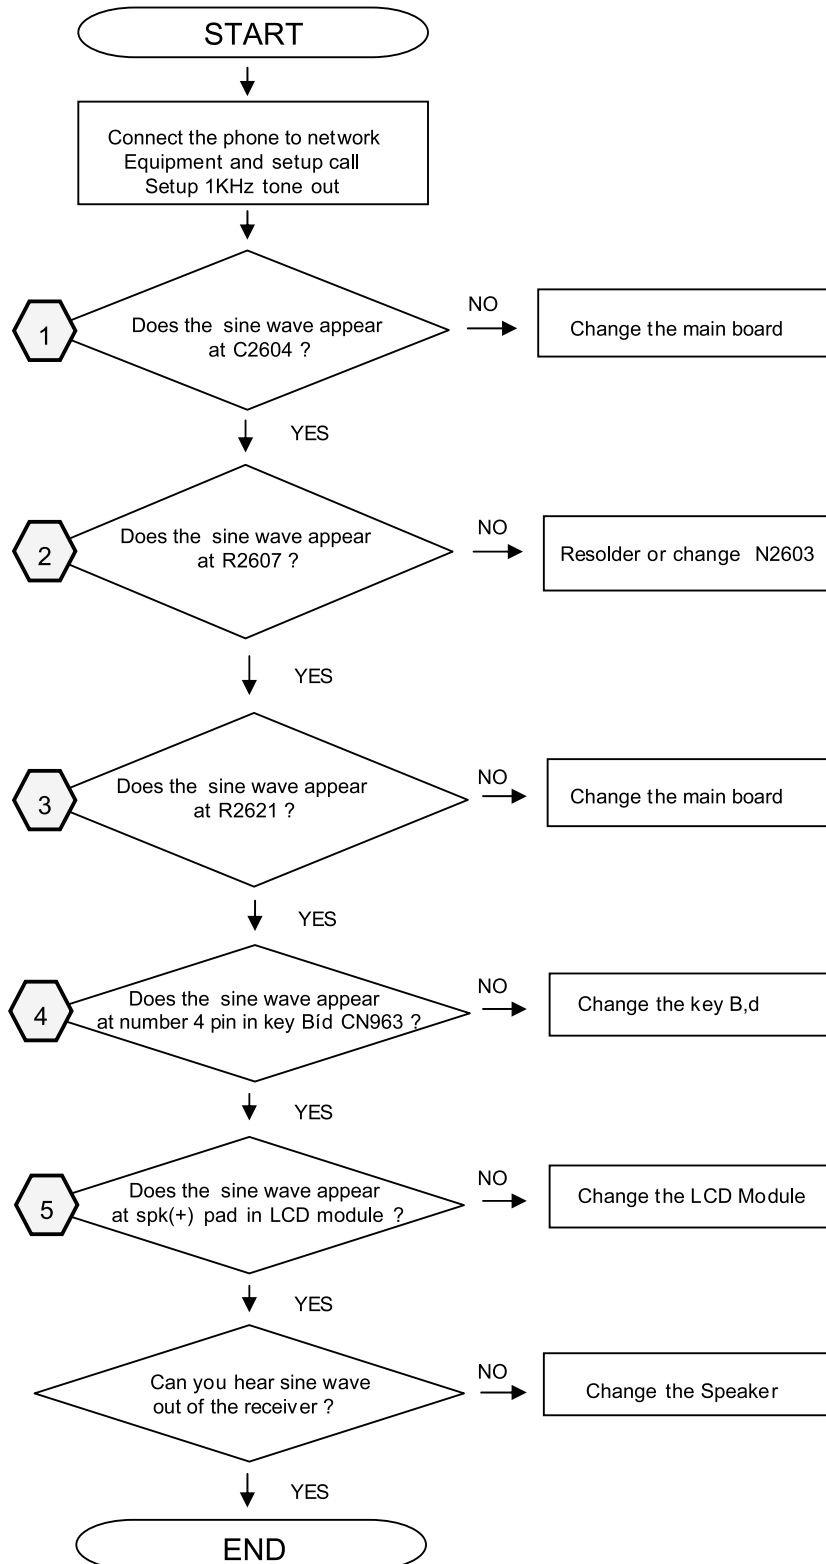 START
Connect the phone to network
Equipment and setup call
Setup 1KHz tone out
1
Does the sine wave appear
at C2604 ?
NO
Change the main board
YES
2
Does the sine wave appear
at R2607 ?
NO
Resolder or change N2603
YES
3
Does the sine wave appear
at R2621 ?
NO
Change the main board
YES
4
Does the sine wave appear
at number 4 pin in key Bíd CN963 ?
NO
Change the key B,d
YES
5
Does the sine wave appear
at spk(+) pad in LCD module ?
NO
Change the LCD Module
YES
Can you hear sine wave
out of the receiver ?
NO
Change the Speaker
YES
END